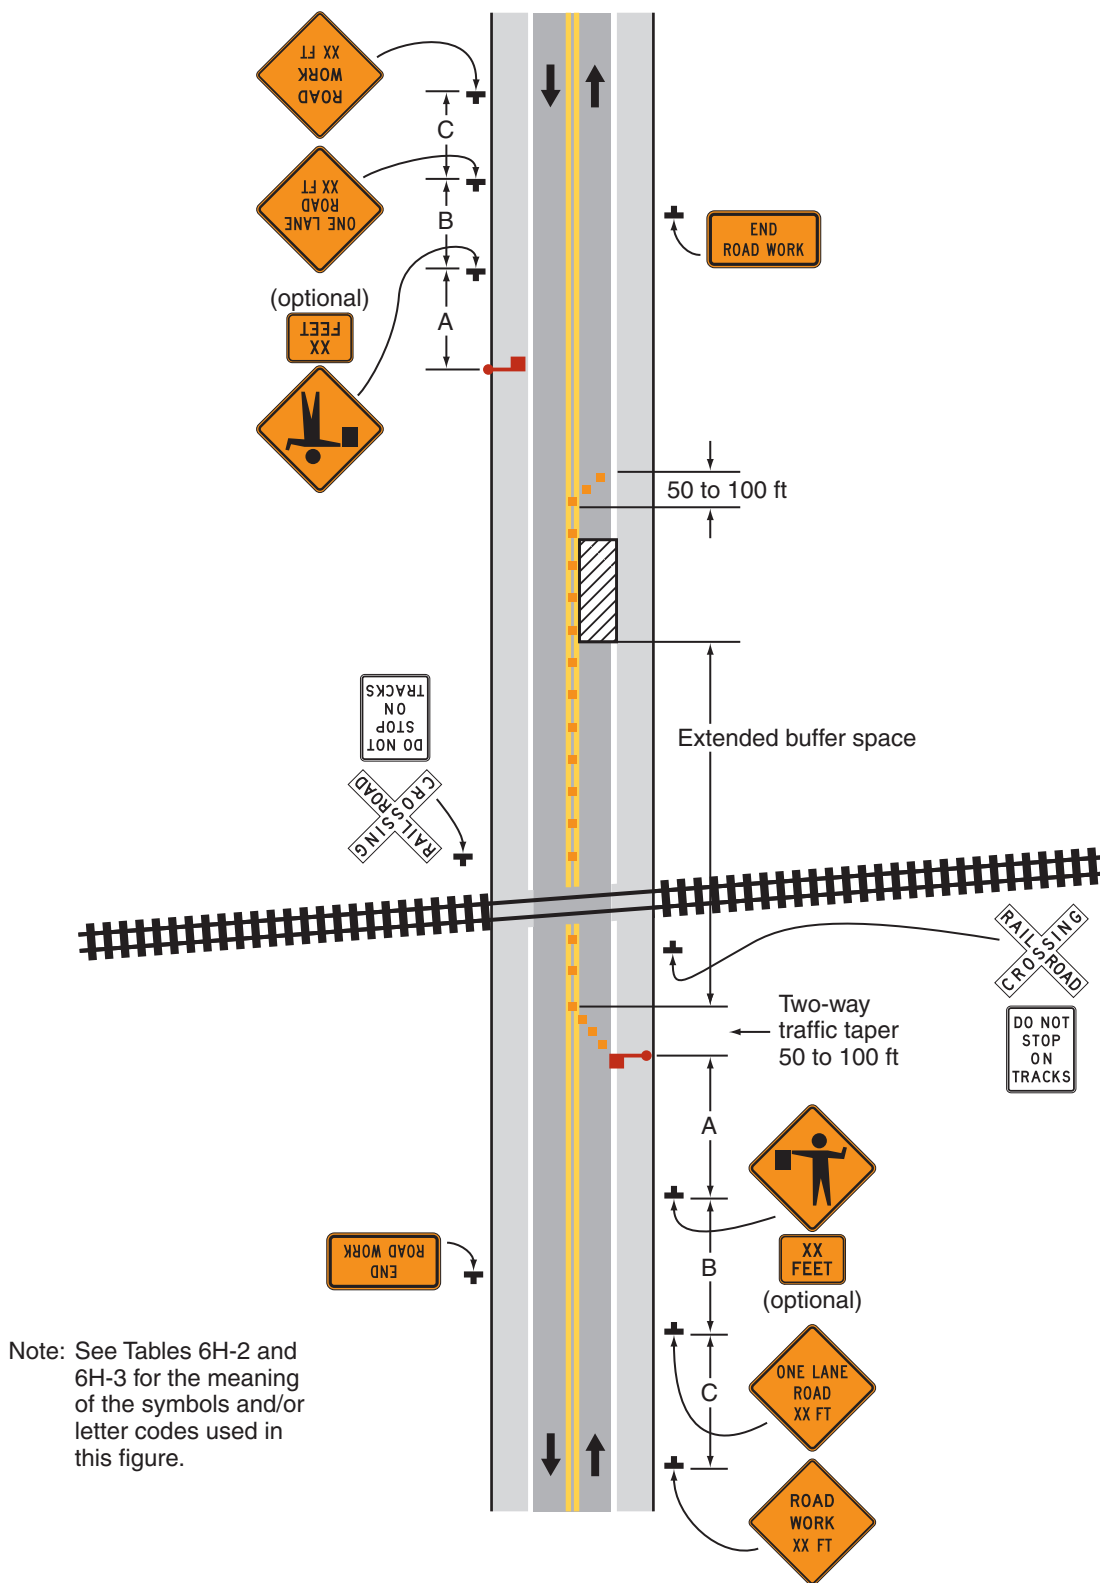 ROAD
WORK
XX FT
C
ONE LANE
ROAD
XX FT
B
END
ROAD WORK
(optional)
XX
FEET
A
50 to 100 ft
DO NOT
STOP
ON
TRACKS
Extended buffer space
RAILROAD
CROSSING
RAILROAD
CROSSING
Two-way
traffic taper
50 to 100 ft
DO NOT
STOP
ON
TRACKS
A
END
ROAD WORK
XX
FEET
(optional)
B
Note: See Tables 6H-2 and
6H-3 for the meaning
of the symbols and/or
letter codes used in
this figure.
ONE LANE
ROAD
XX FT
C
ROAD
WORK
XX FT